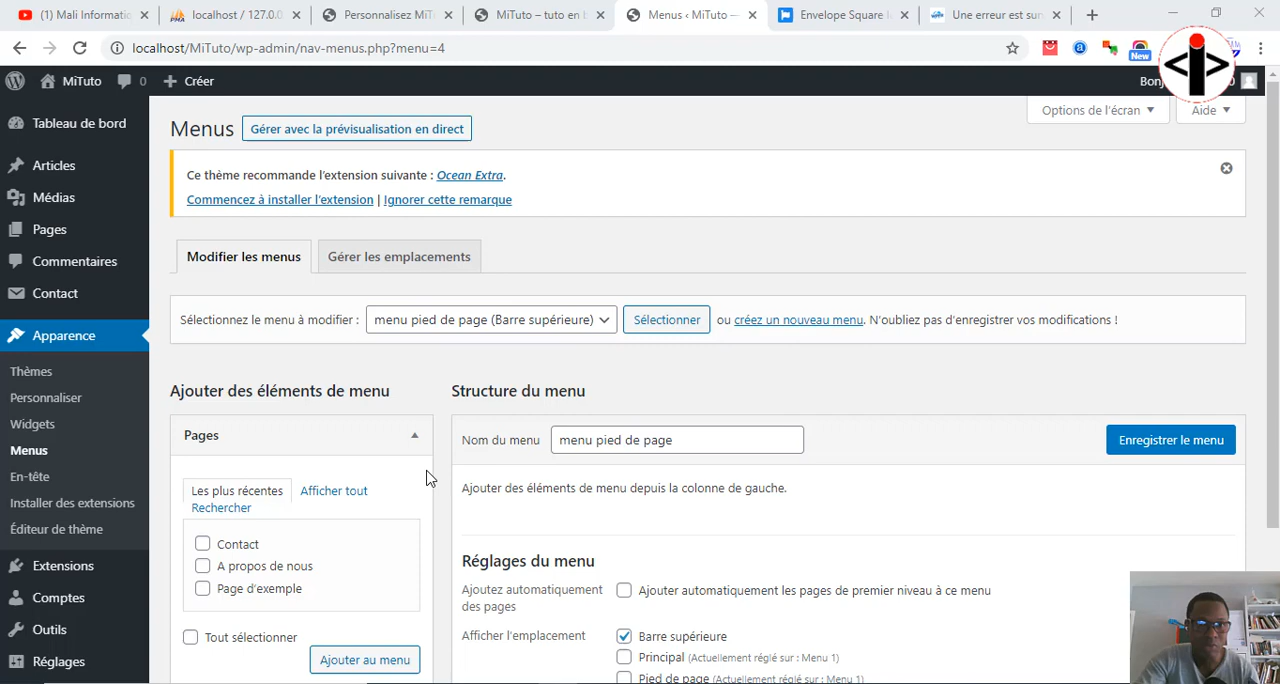 (1) Mali Informati
localhost / 127.0.0
Personnalisez MiT
MiTuto – tuto en b
Menus ‹ MiTuto —
Envelope Square I
Une erreur est sur
localhost/MiTuto/wp-admin/nav-menus.php?menu=4
New
MiTuto
0
Créer
Bonj
Options de l'écran
Aide
Tableau de bord
Articles
Médias
Pages
Commentaires
Contact
Apparence
Thèmes
Personnaliser
Widgets
Menus
En-tête
Installer des extensions
Éditeur de thème
Extensions
Comptes
Outils
Réglages
Menus
Gérer avec la prévisualisation en direct
Ce thème recommande l'extension suivante : Ocean Extra.
Commencez à installer l'extension | Ignorer cette remarque
Modifier les menus
Gérer les emplacements
Sélectionnez le menu à modifier : menu pied de page (Barre supérieure) Sélectionner ou créez un nouveau menu. N'oubliez pas d'enregistrer vos modifications !
Ajouter des éléments de menu
Pages
Les plus récentes
Afficher tout
Rechercher
Contact
A propos de nous
Page d'exemple
Tout sélectionner
Ajouter au menu
Structure du menu
Nom du menu
menu pied de page
Enregistrer le menu
Ajouter des éléments de menu depuis la colonne de gauche.
Réglages du menu
Ajoutez automatiquement
des pages
Ajouter automatiquement les pages de premier niveau à ce menu
Afficher l'emplacement
Barre supérieure
Principal (Actuellement réglé sur : Menu 1)
Pied de page (Actuellement réglé sur : Menu 1)